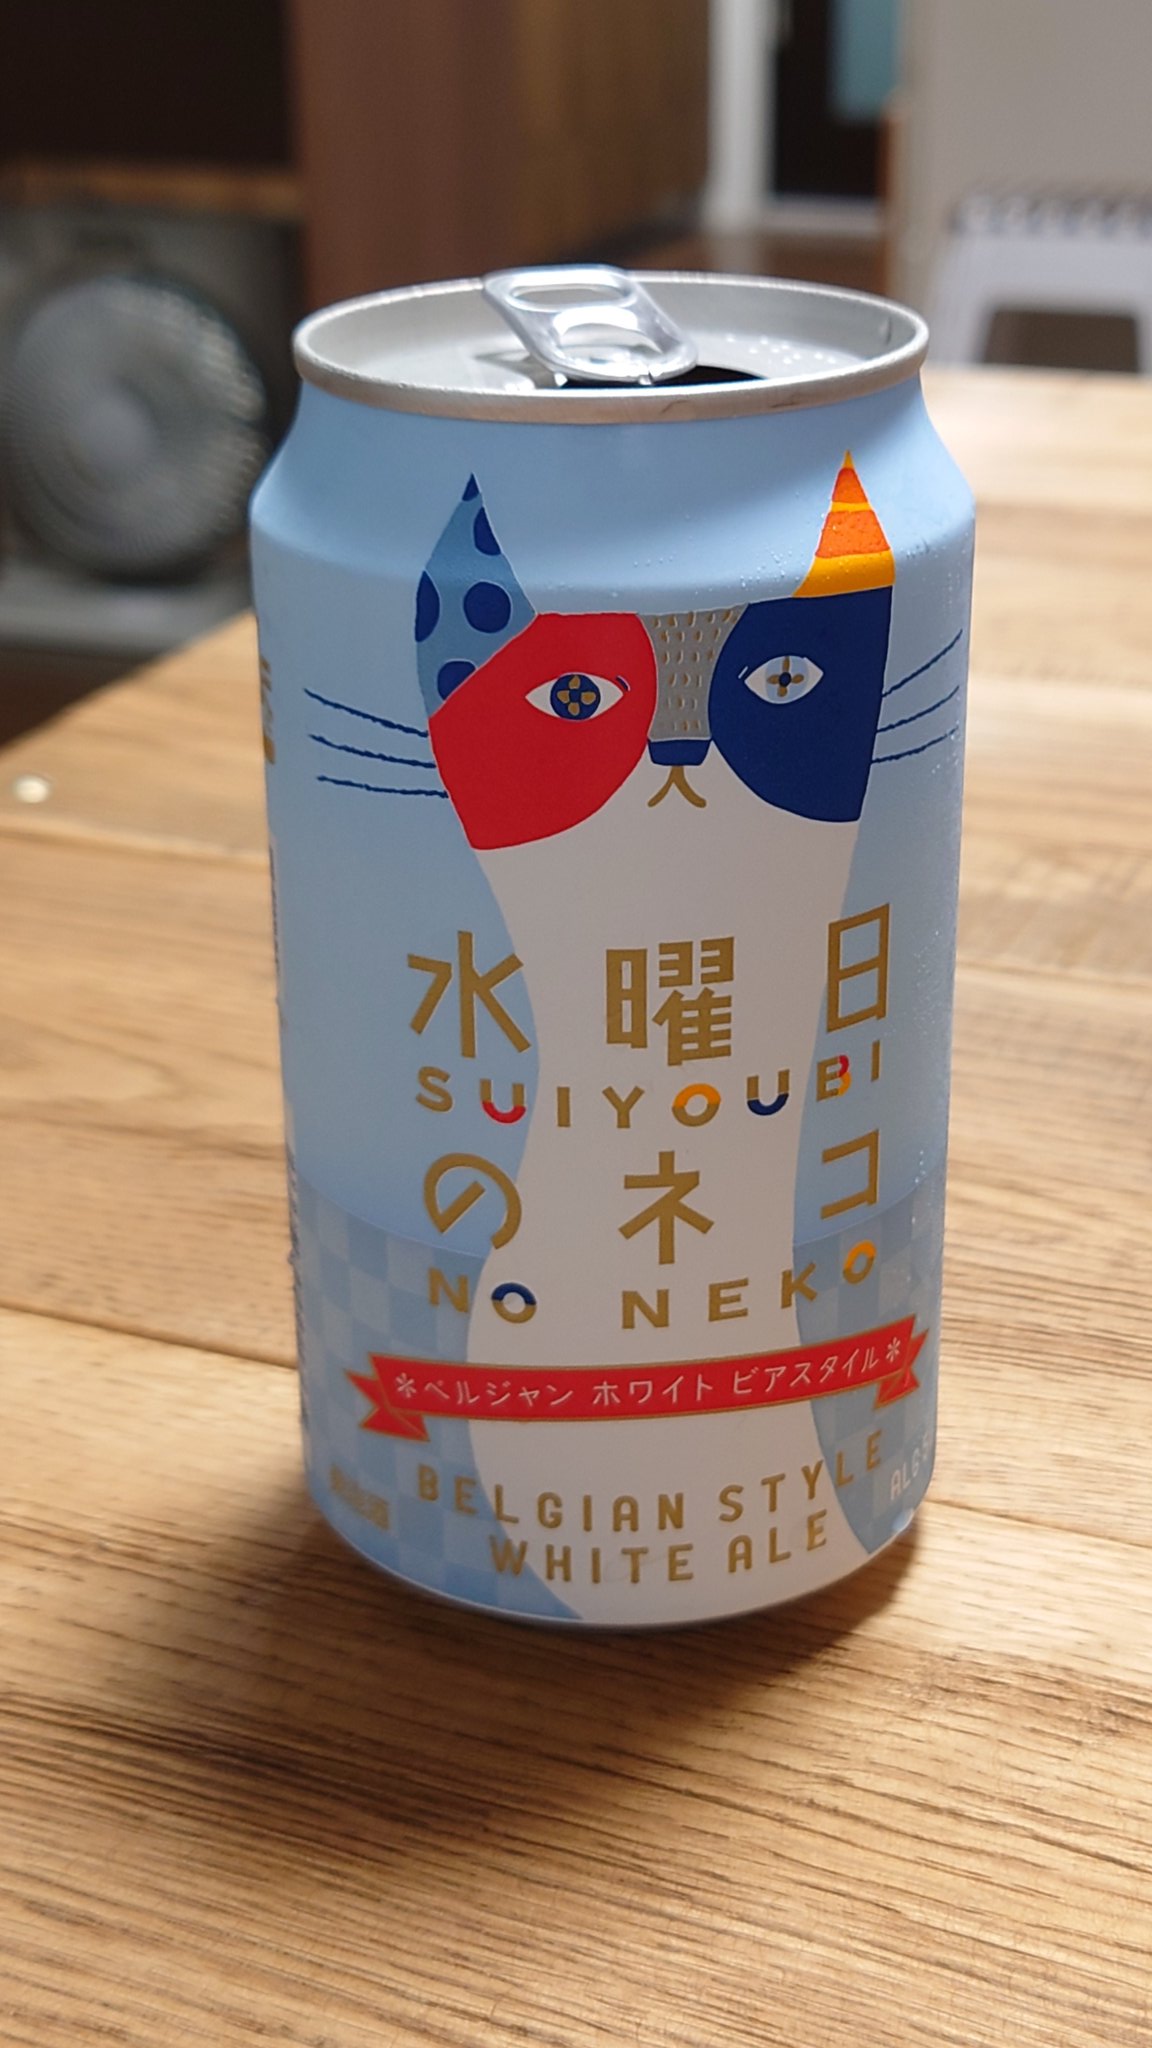 水曜日
SUIYOUBI
のネコ
NO NEKO
*ベルジャン ホワイト ビアスタイル*
BELGIAN STYLE
WHITE ALE